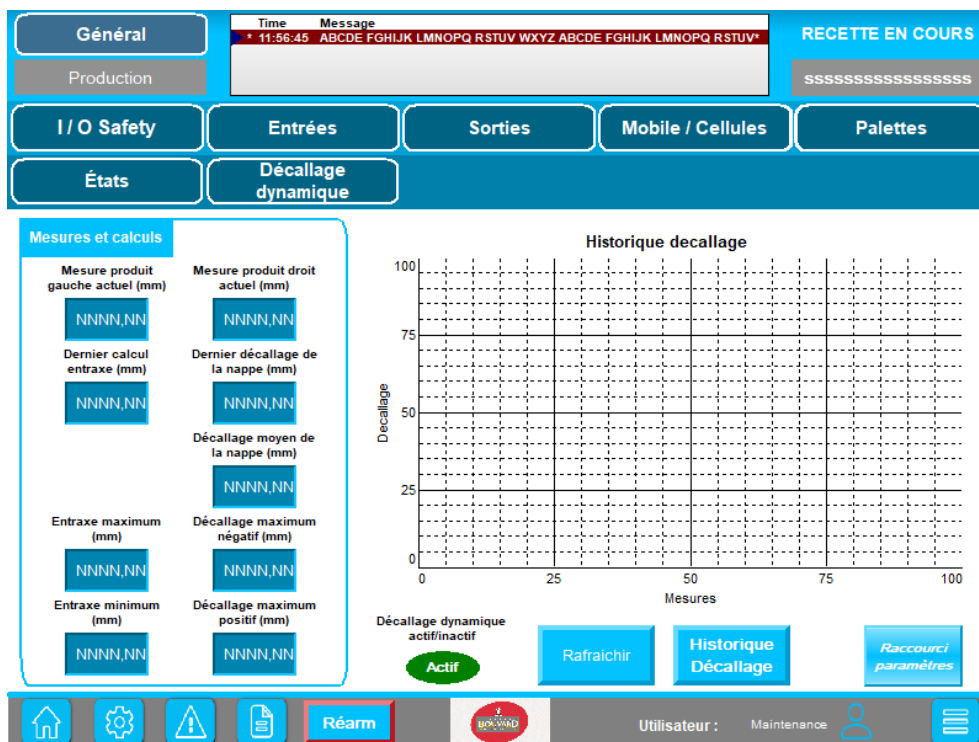 Général
Time Message
* 11:56:45 ABCDE FGHIJK LMNOPQ RSTUV WXYZ ABCDE FGHIJK LMNOPQ RSTUV*
RECETTE EN COURS
Production
sssssssssssssssss
I / O Safety
Entrées
Sorties
Mobile / Cellules
Palettes
États
Décallage
dynamique
Mesures et calculs
Mesure produit
gauche actuel (mm)
NNNN,NN
Mesure produit droit
actuel (mm)
NNNN,NN
Dernier calcul
entraxe (mm)
NNNN,NN
Dernier décallage de
la nappe (mm)
NNNN,NN
Décallage moyen de
la nappe (mm)
NNNN,NN
Entraxe maximum
(mm)
NNNN,NN
Décallage maximum
négatif (mm)
NNNN,NN
Entraxe minimum
(mm)
NNNN,NN
Décallage maximum
positif (mm)
NNNN,NN
Historique decallage
100
75
50
25
0
Decallage
0 25 50 75 100
Mesures
Décallage dynamique
actif/inactif
Actif
Rafraichir
Historique
Décallage
Raccourci
paramètres
Réarm
BOUVARD
Utilisateur : Maintenance